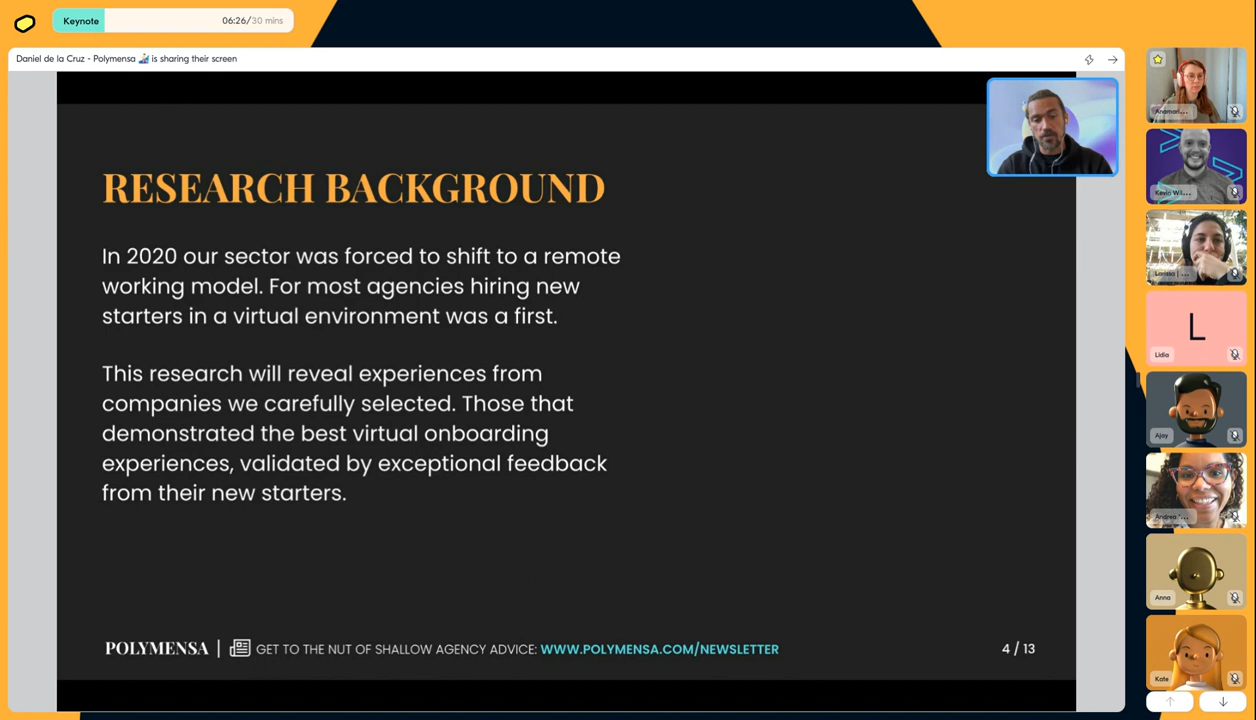 Keynote
06:26/30 mins
Daniel de la Cruz - Polymensa 🏄 is sharing their screen
RESEARCH BACKGROUND
In 2020 our sector was forced to shift to a remote
working model. For most agencies hiring new
starters in a virtual environment was a first.
This research will reveal experiences from
companies we carefully selected. Those that
demonstrated the best virtual onboarding
experiences, validated by exceptional feedback
from their new starters.
POLYMENSA | GET TO THE NUT OF SHALLOW AGENCY ADVICE: WWW.POLYMENSA.COM/NEWSLETTER
4 / 13
Kevin Wil...
Larissa | ...
L
Lidia
Ajay
Andrea
Anna
Kate